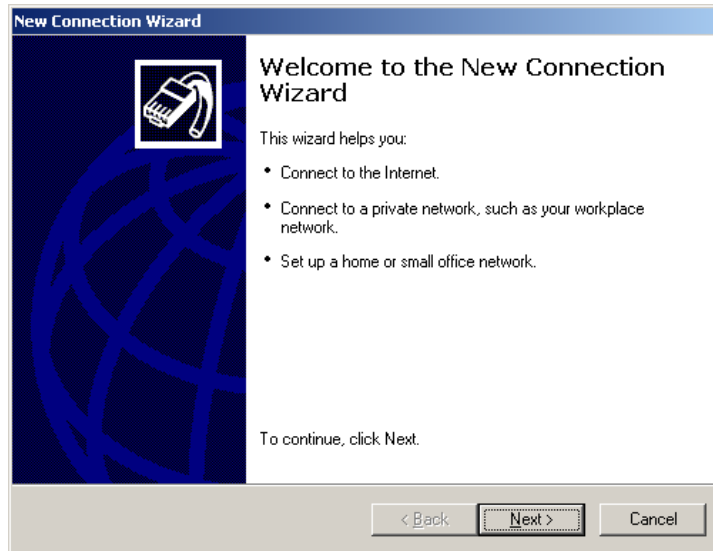 New Connection Wizard
Welcome to the New Connection
Wizard
This wizard helps you:
• Connect to the Internet.
• Connect to a private network, such as your workplace
network.
• Set up a home or small office network.
To continue, click Next.
< Back Next > Cancel